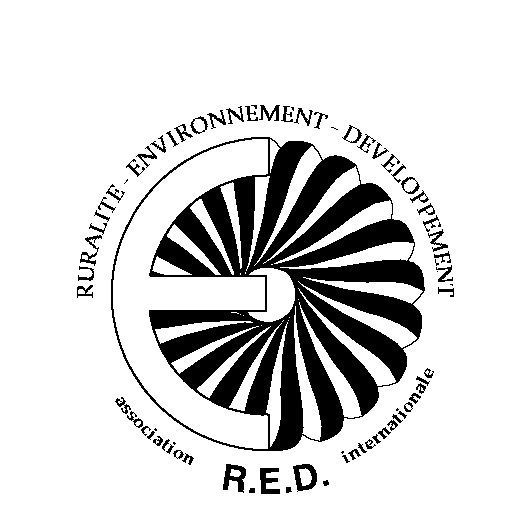 RURALITE - ENVIRONNEMENT - DEVELOPPEMENT
association internationale
R.E.D.